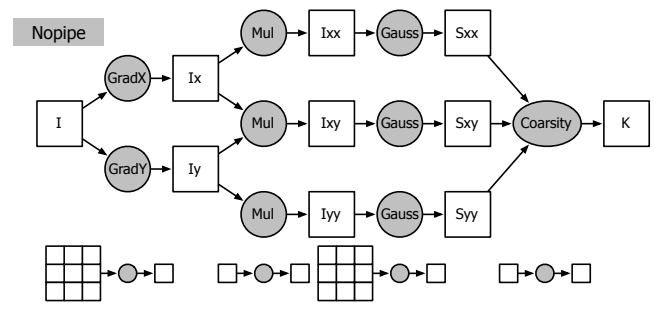 Nopipe
Mul
Ixx
Gauss
Sxx
GradX
Ix
I
Mul
Ixy
Gauss
Sxy
Coarsity
K
GradY
Iy
Mul
Iyy
Gauss
Syy